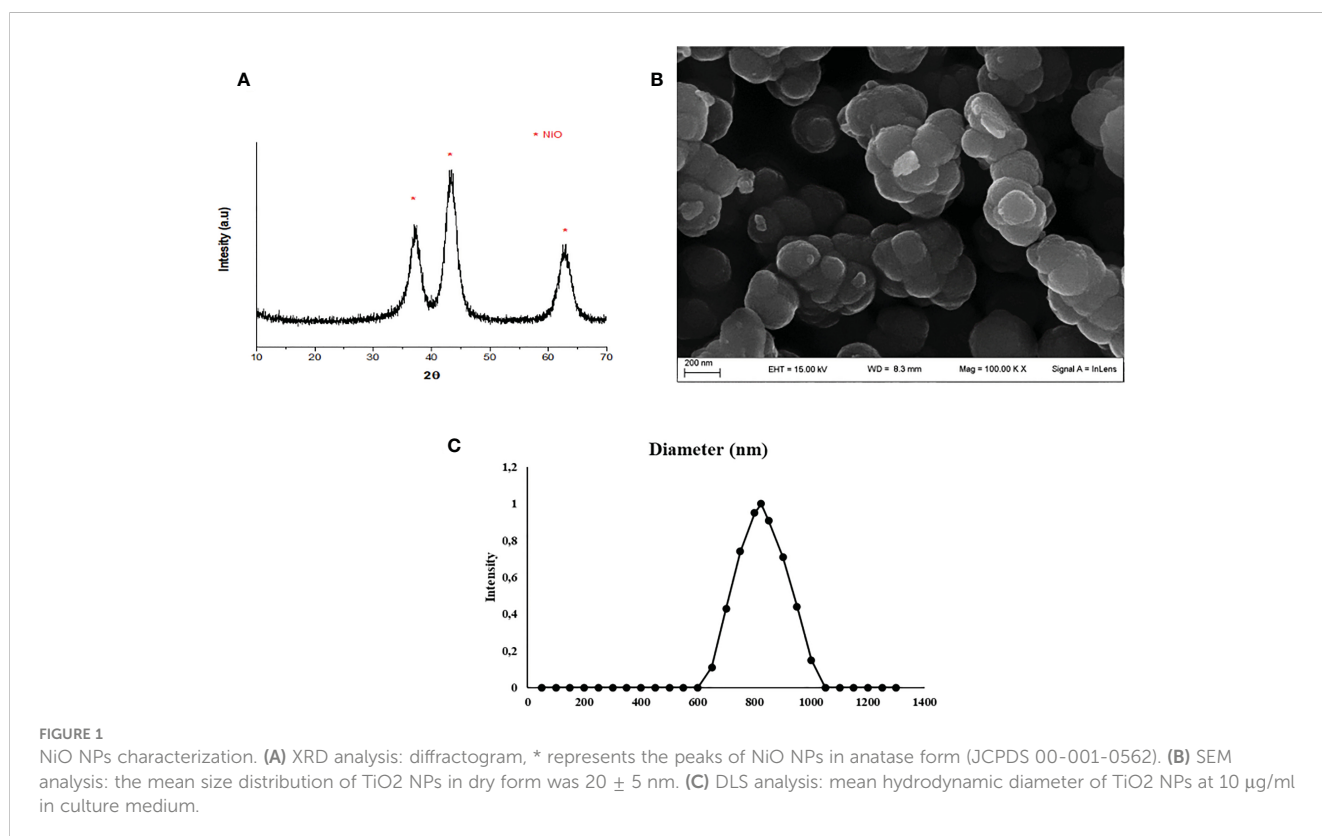 A
* NiO
*
*
*
Intesity (a.u)
10 20 30 40 50 60 70
2θ
B
200 nm
EHT = 15.00 kV WD = 8.3 mm Mag = 100.00 K X Signal A = InLens
C
Diameter (nm)
1,2
1
0,8
0,6
0,4
0,2
0
Intensity
0 200 400 600 800 1000 1200 1400
FIGURE 1
NiO NPs characterization. (A) XRD analysis: diffractogram, * represents the peaks of NiO NPs in anatase form (JCPDS 00-001-0562). (B) SEM
analysis: the mean size distribution of TiO2 NPs in dry form was 20 ± 5 nm. (C) DLS analysis: mean hydrodynamic diameter of TiO2 NPs at 10 µg/ml
in culture medium.